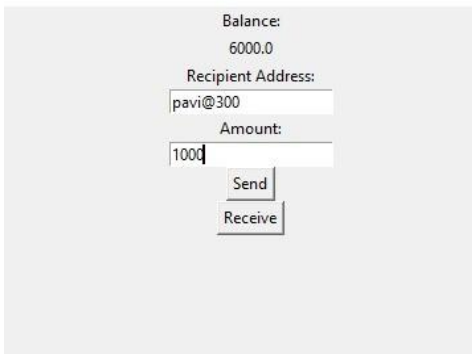 Balance:
6000.0
Recipient Address:
pavi@300
Amount:
1000
Send
Receive